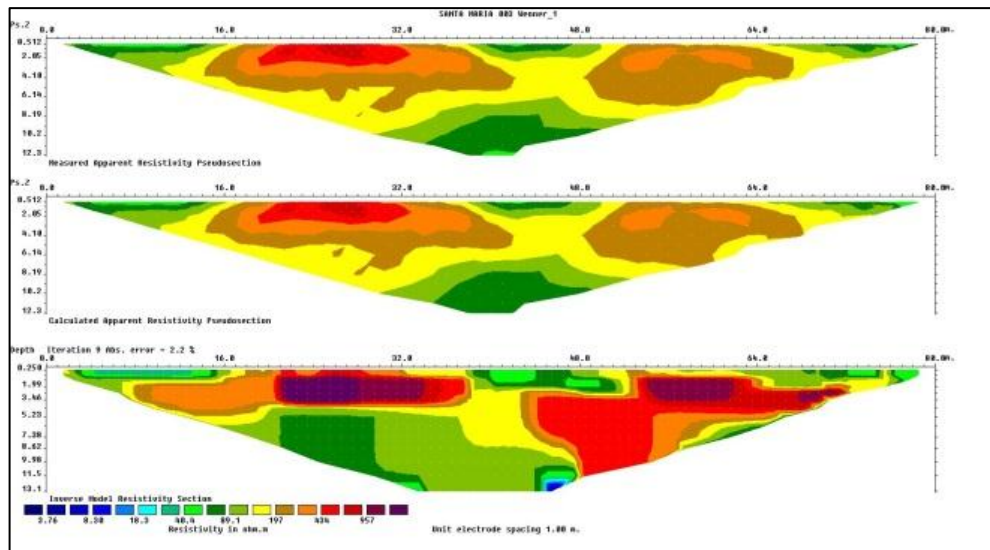 SANTA MARIA 003 Wenner_1
Ps.Z 0.0 16.0 32.0 48.0 64.0 80.0m.
0.512
2.05
4.10
6.14
8.19
10.2
12.3
Measured Apparent Resistivity Pseudosection
Ps.Z 0.0 16.0 32.0 48.0 64.0 80.0m.
0.512
2.05
4.10
6.14
8.19
10.2
12.3
Calculated Apparent Resistivity Pseudosection
Depth Iteration 9 Abs. error = 2.2 %
0.0 16.0 32.0 48.0 64.0 80.0m.
0.250
1.99
3.46
5.23
7.38
8.62
9.98
11.5
13.1
Inverse Model Resistivity Section
3.76 8.30 18.3 40.4 89.1 197 434 957
Resistivity in ohm.m Unit electrode spacing 1.00 m.